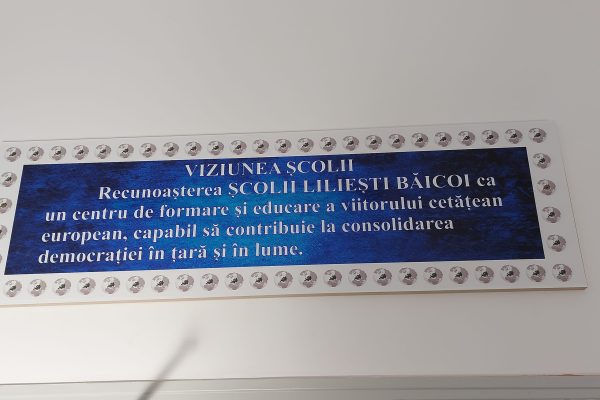 VIZIUNEA ȘCOLII
Recunoașterea ȘCOLII LILIEȘTI BĂICOI ca
un centru de formare și educare a viitorului cetățean
european, capabil să contribuie la consolidarea
democrației în țară și în lume.